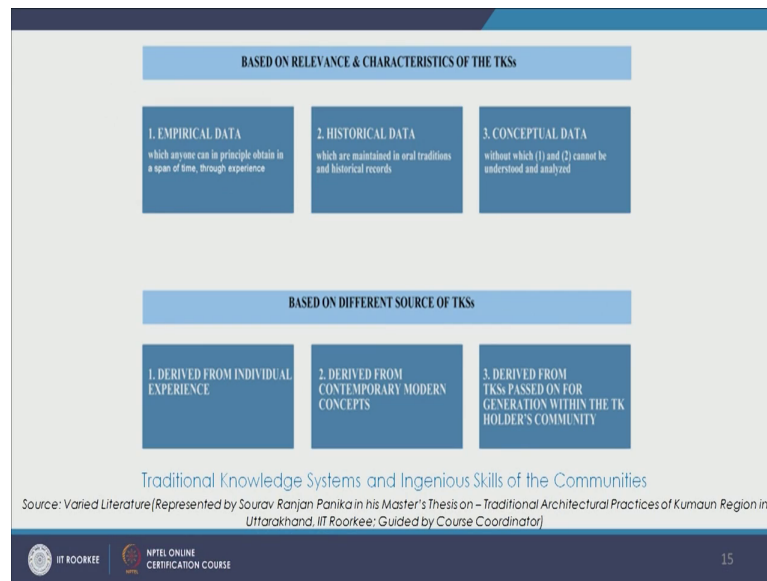 BASED ON RELEVANCE & CHARACTERISTICS OF THE TKSs
1. EMPIRICAL DATA
which anyone can in principle obtain in
a span of time, through experience
2. HISTORICAL DATA
which are maintained in oral traditions
and historical records
3. CONCEPTUAL DATA
without which (1) and (2) cannot be
understood and analyzed
BASED ON DIFFERENT SOURCE OF TKSs
1. DERIVED FROM INDIVIDUAL
EXPERIENCE
2. DERIVED FROM
CONTEMPORARY MODERN
CONCEPTS
3. DERIVED FROM
TKSs PASSED ON FOR
GENERATION WITHIN THE TK
HOLDER'S COMMUNITY
Traditional Knowledge Systems and Ingenious Skills of the Communities
Source: Varied Literature(Represented by Sourav Ranjan Panika in his Master's Thesis on – Traditional Architectural Practices of Kumaun Region in
Uttarakhand, IIT Roorkee; Guided by Course Coordinator)
IIT ROORKEE
NPTEL ONLINE
CERTIFICATION COURSE
NPTEL
15